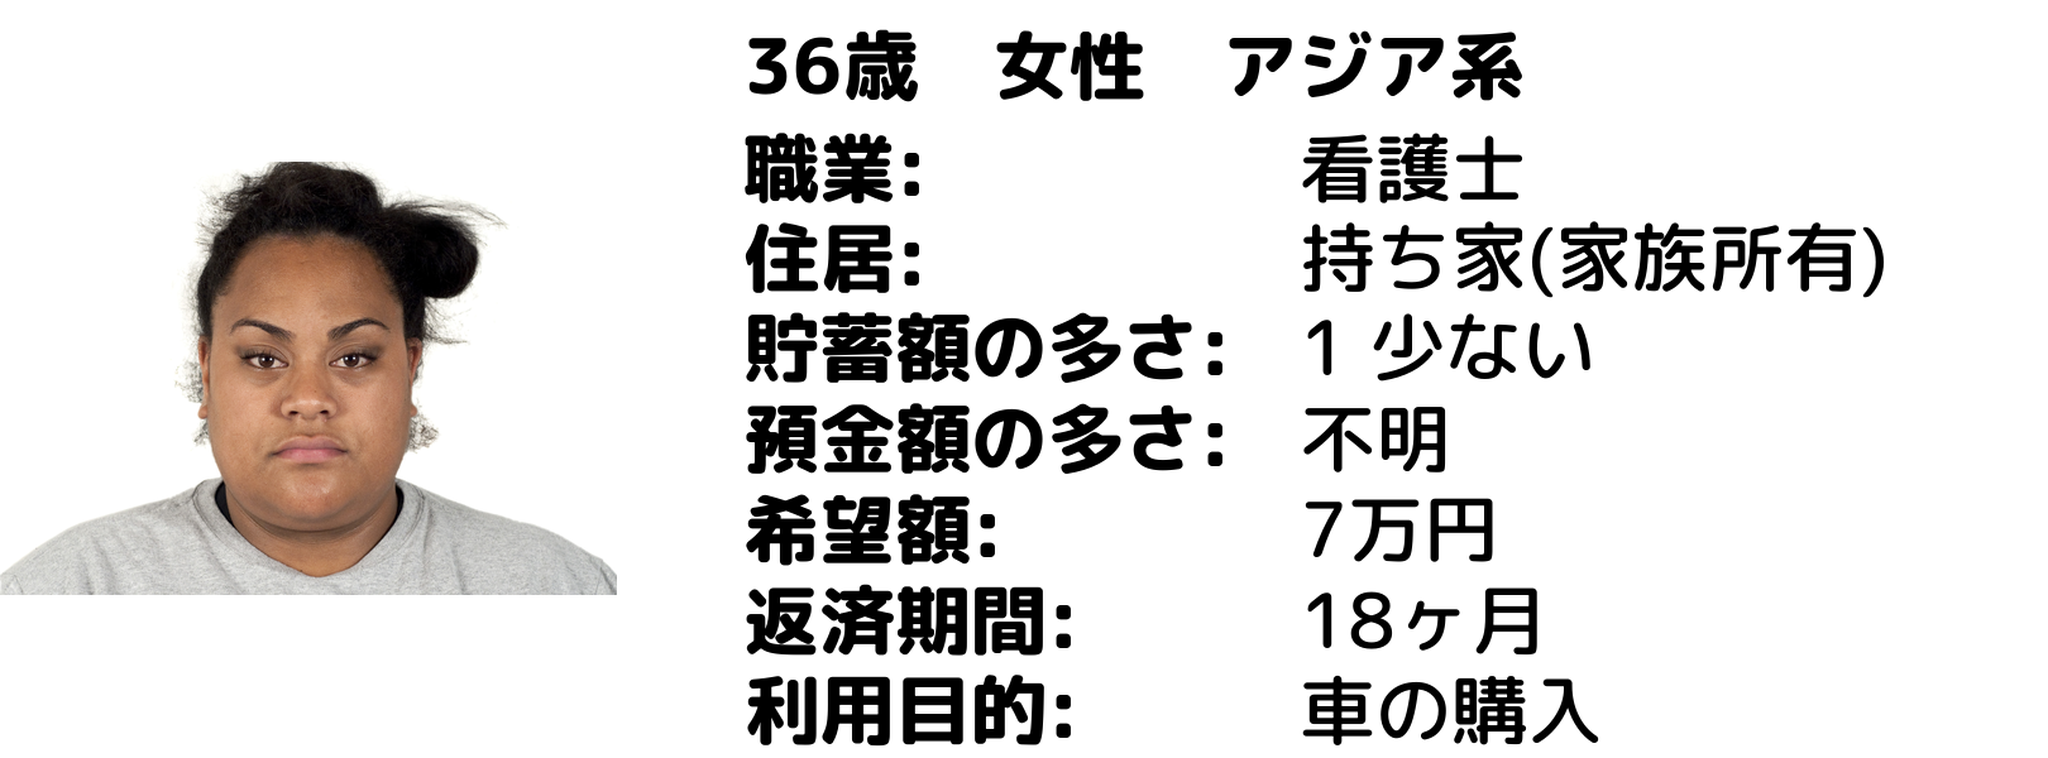 36歳　女性　アジア系
職業: 看護士
住居: 持ち家(家族所有)
貯蓄額の多さ: 1 少ない
預金額の多さ: 不明
希望額: 7万円
返済期間: 18ヶ月
利用目的: 車の購入